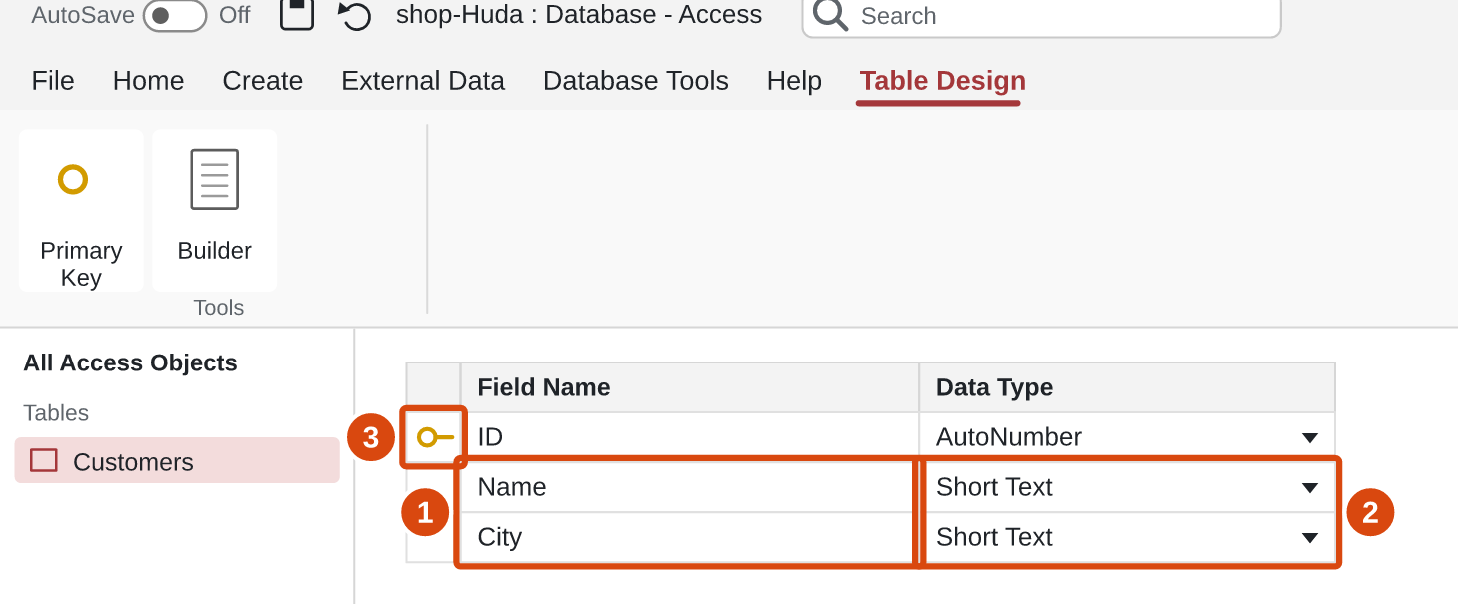 AutoSave Off shop-Huda : Database - Access Search
File Home Create External Data Database Tools Help Table Design
Primary Key
Builder
Tools
All Access Objects
Tables
Customers
Field Name Data Type
3 ID AutoNumber
Name Short Text
1 2
City Short Text